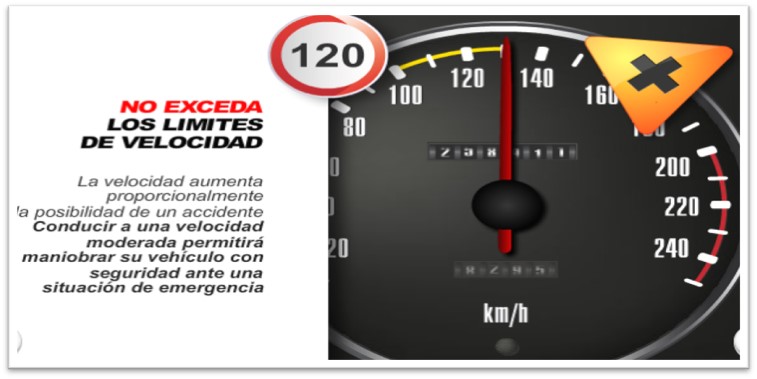 NO EXCEDA
LOS LIMITES
DE VELOCIDAD
La velocidad aumenta
proporcionalmente
la posibilidad de un accidente
Conducir a una velocidad
moderada permitirá
maniobrar su vehículo con
seguridad ante una
situación de emergencia
120
80
100
120
140
160
200
220
240
20
8295
km/h